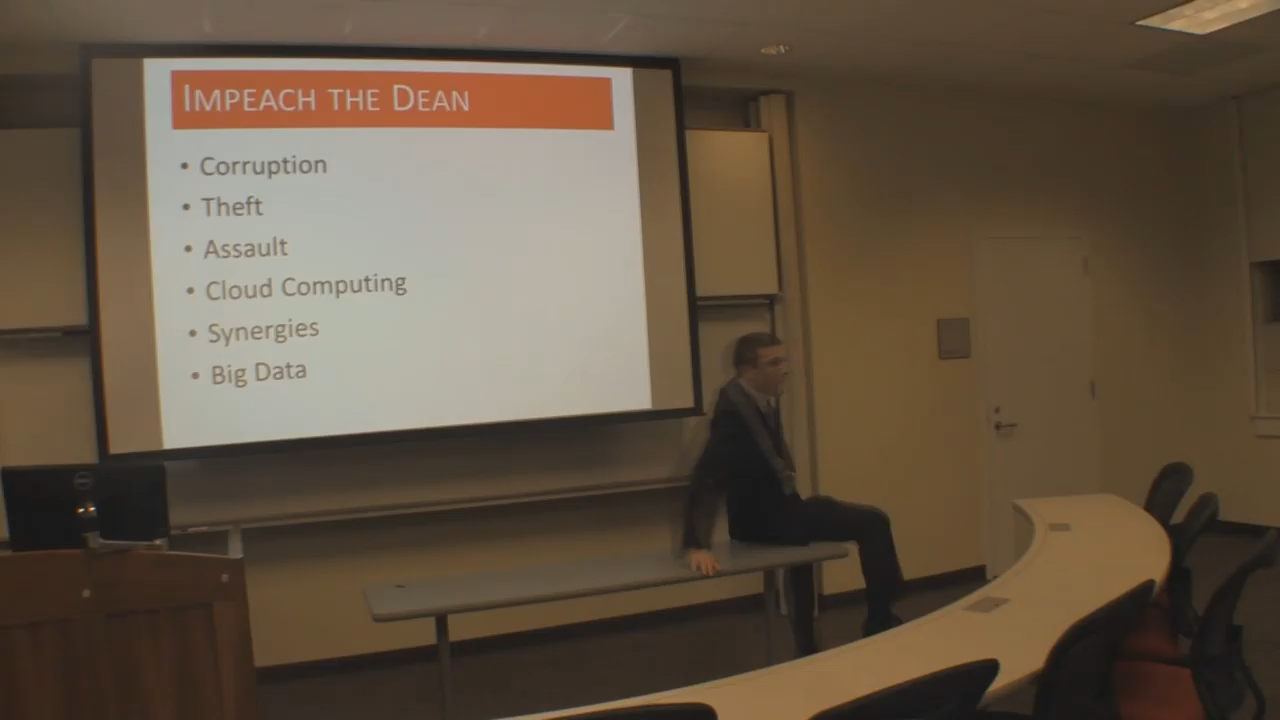 IMPEACH THE DEAN
• Corruption
• Theft
• Assault
• Cloud Computing
• Synergies
• Big Data